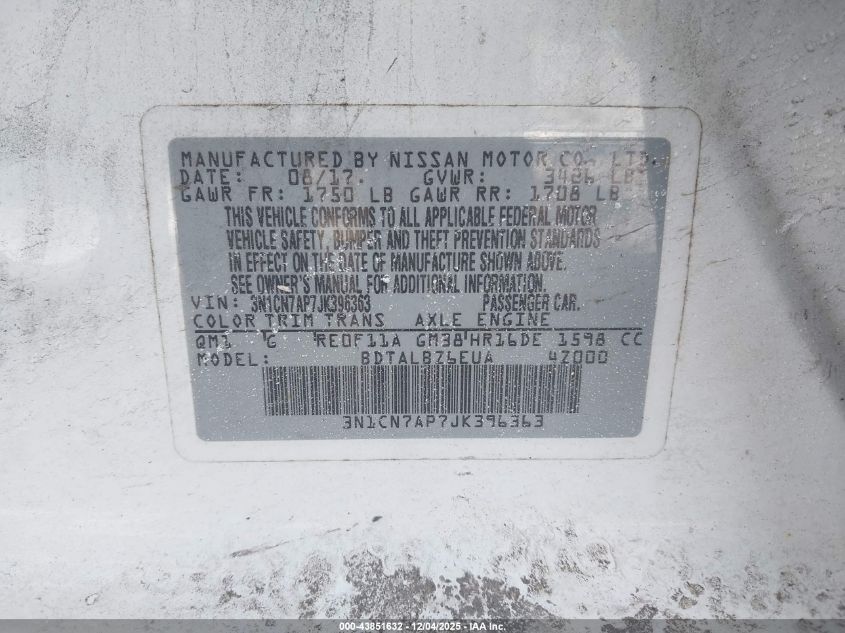 MANUFACTURED BY NISSAN MOTOR CO., LTD.
DATE: 08/17. GVWR: 3426 LB
GAWR FR: 1750 LB GAWR RR: 1708 LB
THIS VEHICLE CONFORMS TO ALL APPLICABLE FEDERAL MOTOR
VEHICLE SAFETY, BUMPER AND THEFT PREVENTION STANDARDS
IN EFFECT ON THE DATE OF MANUFACTURE SHOWN ABOVE.
SEE OWNER'S MANUAL FOR ADDITIONAL INFORMATION.
VIN: 3N1CN7AP7JK396363 PASSENGER CAR.
COLOR TRIM TRANS AXLE ENGINE
QM1 G RE0F11A GM38 HR16DE 1598 CC
MODEL: BDTALBZ6EUA 4Z000
3N1CN7AP7JK396363
000-43851632 - 12/04/2025 - IAA Inc.